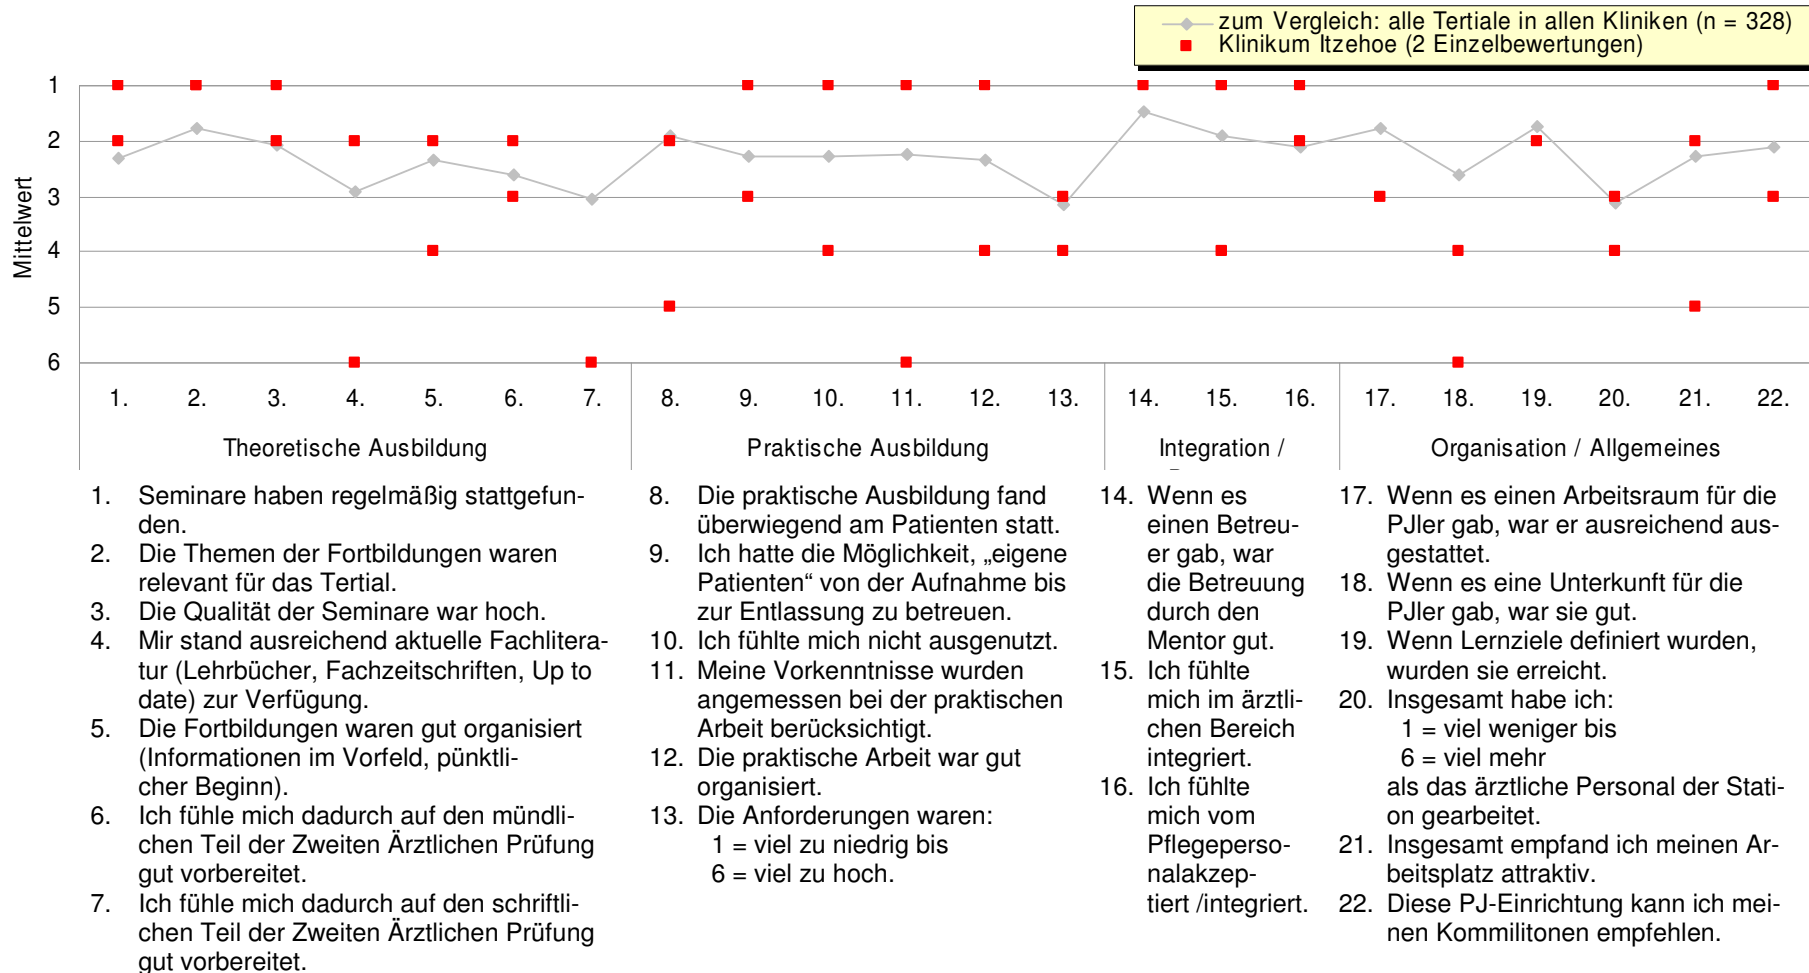 zum Vergleich: alle Tertiale in allen Kliniken (n = 328)
Klinikum Itzehoe (2 Einzelbewertungen)
Mittelwert
1
2
3
4
5
6
1. 2. 3. 4. 5. 6. 7. 8. 9. 10. 11. 12. 13. 14. 15. 16. 17. 18. 19. 20. 21. 22.
Theoretische Ausbildung
Praktische Ausbildung
Integration /
Organisation / Allgemeines
1. Seminare haben regelmäßig stattgefun-
den.
2. Die Themen der Fortbildungen waren
relevant für das Tertial.
3. Die Qualität der Seminare war hoch.
4. Mir stand ausreichend aktuelle Fachlitera-
tur (Lehrbücher, Fachzeitschriften, Up to
date) zur Verfügung.
5. Die Fortbildungen waren gut organisiert
(Informationen im Vorfeld, pünktli-
cher Beginn).
6. Ich fühle mich dadurch auf den mündli-
chen Teil der Zweiten Ärztlichen Prüfung
gut vorbereitet.
7. Ich fühle mich dadurch auf den schriftli-
chen Teil der Zweiten Ärztlichen Prüfung
gut vorbereitet.
8. Die praktische Ausbildung fand
überwiegend am Patienten statt.
9. Ich hatte die Möglichkeit, „eigene
Patienten“ von der Aufnahme bis
zur Entlassung zu betreuen.
10. Ich fühlte mich nicht ausgenutzt.
11. Meine Vorkenntnisse wurden
angemessen bei der praktischen
Arbeit berücksichtigt.
12. Die praktische Arbeit war gut
organisiert.
13. Die Anforderungen waren:
1 = viel zu niedrig bis
6 = viel zu hoch.
14. Wenn es
einen Betreu-
er gab, war
die Betreuung
durch den
Mentor gut.
15. Ich fühlte
mich im ärztli-
chen Bereich
integriert.
16. Ich fühlte
mich vom
Pflegeperso-
nalakzep-
tiert /integriert.
17. Wenn es einen Arbeitsraum für die
PJler gab, war er ausreichend aus-
gestattet.
18. Wenn es eine Unterkunft für die
PJler gab, war sie gut.
19. Wenn Lernziele definiert wurden,
wurden sie erreicht.
20. Insgesamt habe ich:
1 = viel weniger bis
6 = viel mehr
als das ärztliche Personal der Stati-
on gearbeitet.
21. Insgesamt empfand ich meinen Ar-
beitsplatz attraktiv.
22. Diese PJ-Einrichtung kann ich mei-
nen Kommilitonen empfehlen.